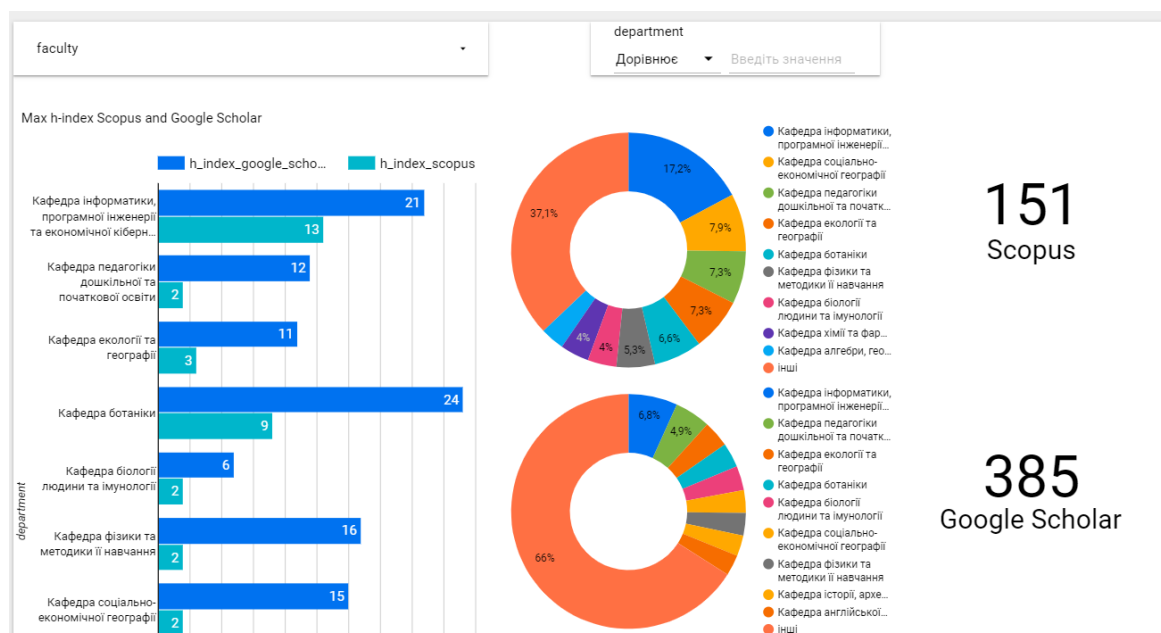 faculty
department
Дорівнює
Введіть значення
Max h-index Scopus and Google Scholar
h_index_google_scho...
h_index_scopus
Кафедра інформатики,
програмної інженерії
та економічної кіберн...
21
13
Кафедра педагогіки
дошкільної та
початкової освіти
12
2
Кафедра екології та
географії
11
3
Кафедра ботаніки
24
9
Кафедра біології
людини та імунології
6
2
Кафедра фізики та
методики її навчання
16
2
Кафедра соціально-
економічної географії
15
2
department
17,2%
7,9%
7,3%
7,3%
6,6%
5,3%
4%
4%
37,1%
Кафедра інформатики,
програмної інженерії...
Кафедра соціально-
економічної географії
Кафедра педагогіки
дошкільної та початк...
Кафедра екології та
географії
Кафедра ботаніки
Кафедра фізики та
методики її навчання
Кафедра біології
людини та імунології
Кафедра хімії та фар...
Кафедра алгебри, гео...
інші
151
Scopus
6,8%
4,9%
66%
Кафедра інформатики,
програмної інженерії...
Кафедра педагогіки
дошкільної та початк...
Кафедра екології та
географії
Кафедра ботаніки
Кафедра біології
людини та імунології
Кафедра соціально-
економічної географії
Кафедра фізики та
методики її навчання
Кафедра історії, архе...
Кафедра англійської...
інші
385
Google Scholar